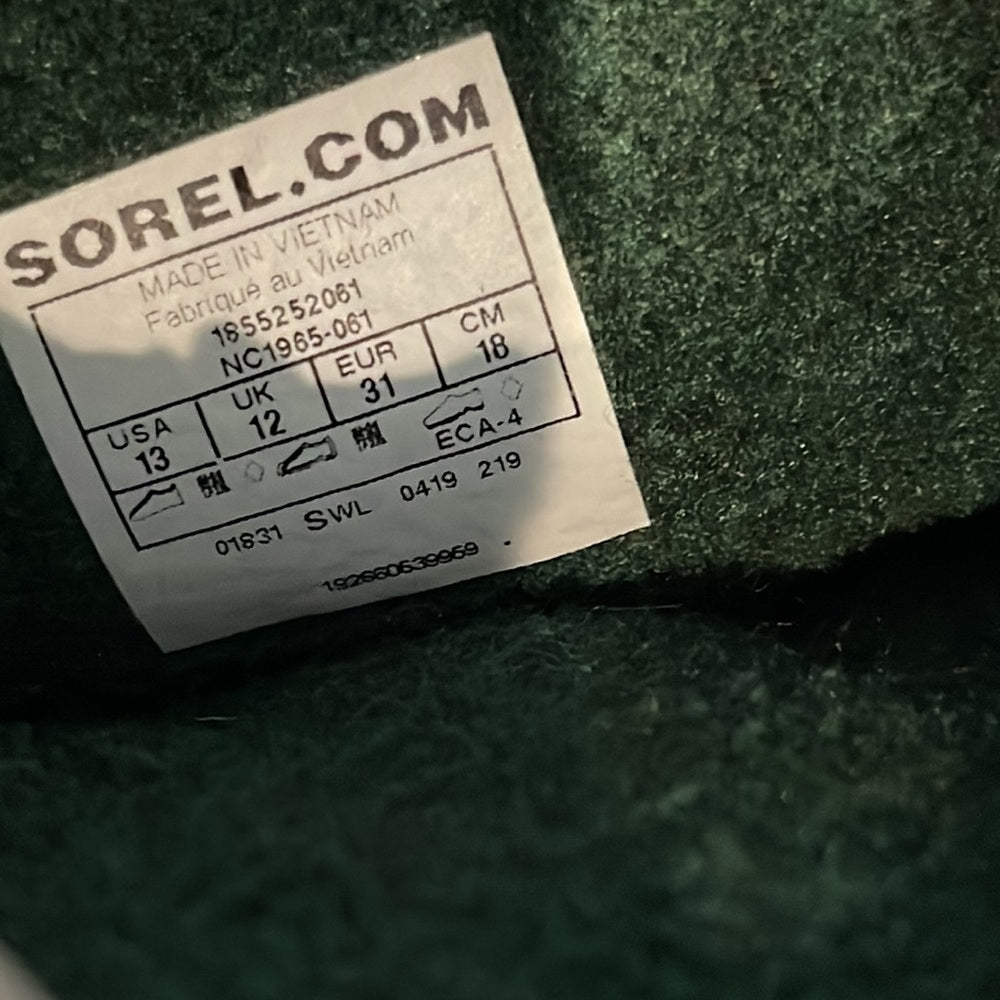 SOREL.COM
MADE IN VIETNAM
Fabriqué au Viêtnam
1855252061
NC1965-061
USA UK EUR CM
13 12 31 18
ECA-4
01831 SWL 0419 219
192660639969